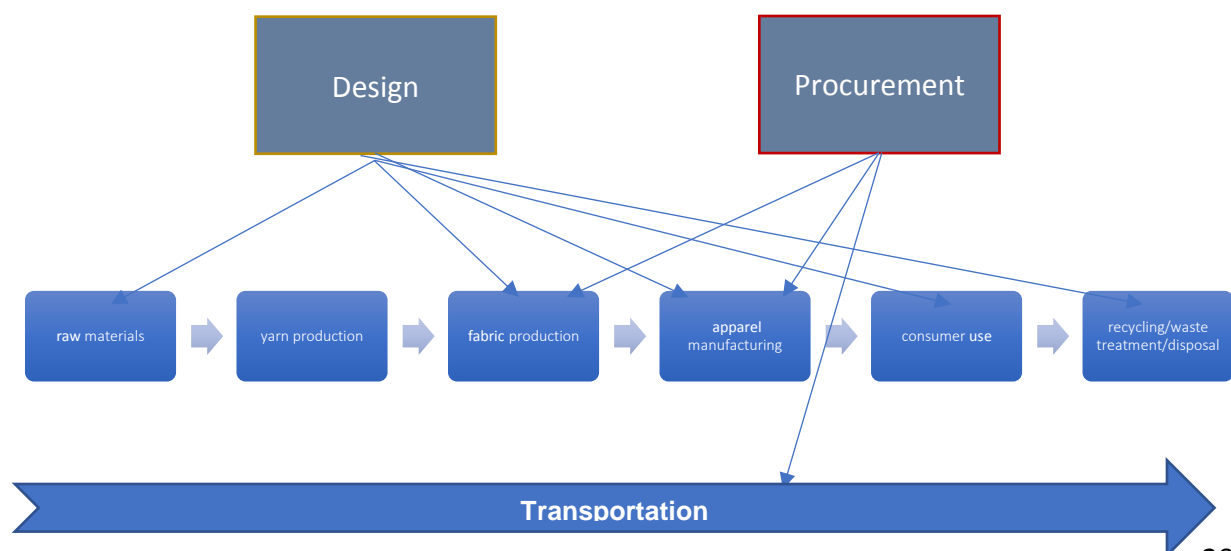 Design
Procurement
raw materials
yarn production
fabric production
apparel
manufacturing
consumer use
recycling/waste
treatment/disposal
Transportation